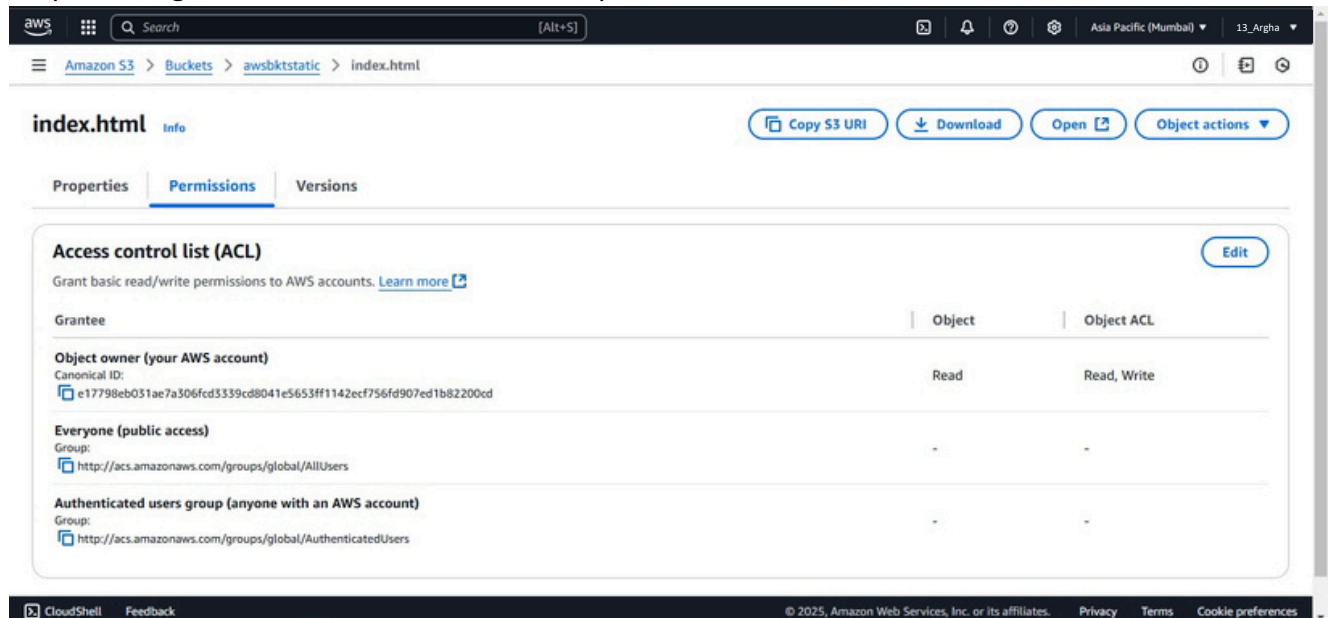 aws Search [Alt+S] Asia Pacific (Mumbai) ▼ 13_Argha ▼
Amazon S3 > Buckets > awsbktstatic > index.html
index.html Info Copy S3 URI Download Open Object actions ▼
Properties Permissions Versions
Access control list (ACL) Edit
Grant basic read/write permissions to AWS accounts. Learn more
Grantee Object Object ACL
Object owner (your AWS account)
Canonical ID: Read Read, Write
e17798eb031ae7a306fcd3339cd8041e5653ff1142ecf756fd907ed1b82200cd
Everyone (public access)
Group: - -
http://acs.amazonaws.com/groups/global/AllUsers
Authenticated users group (anyone with an AWS account)
Group: - -
http://acs.amazonaws.com/groups/global/AuthenticatedUsers
CloudShell Feedback © 2025, Amazon Web Services, Inc. or its affiliates. Privacy Terms Cookie preferences